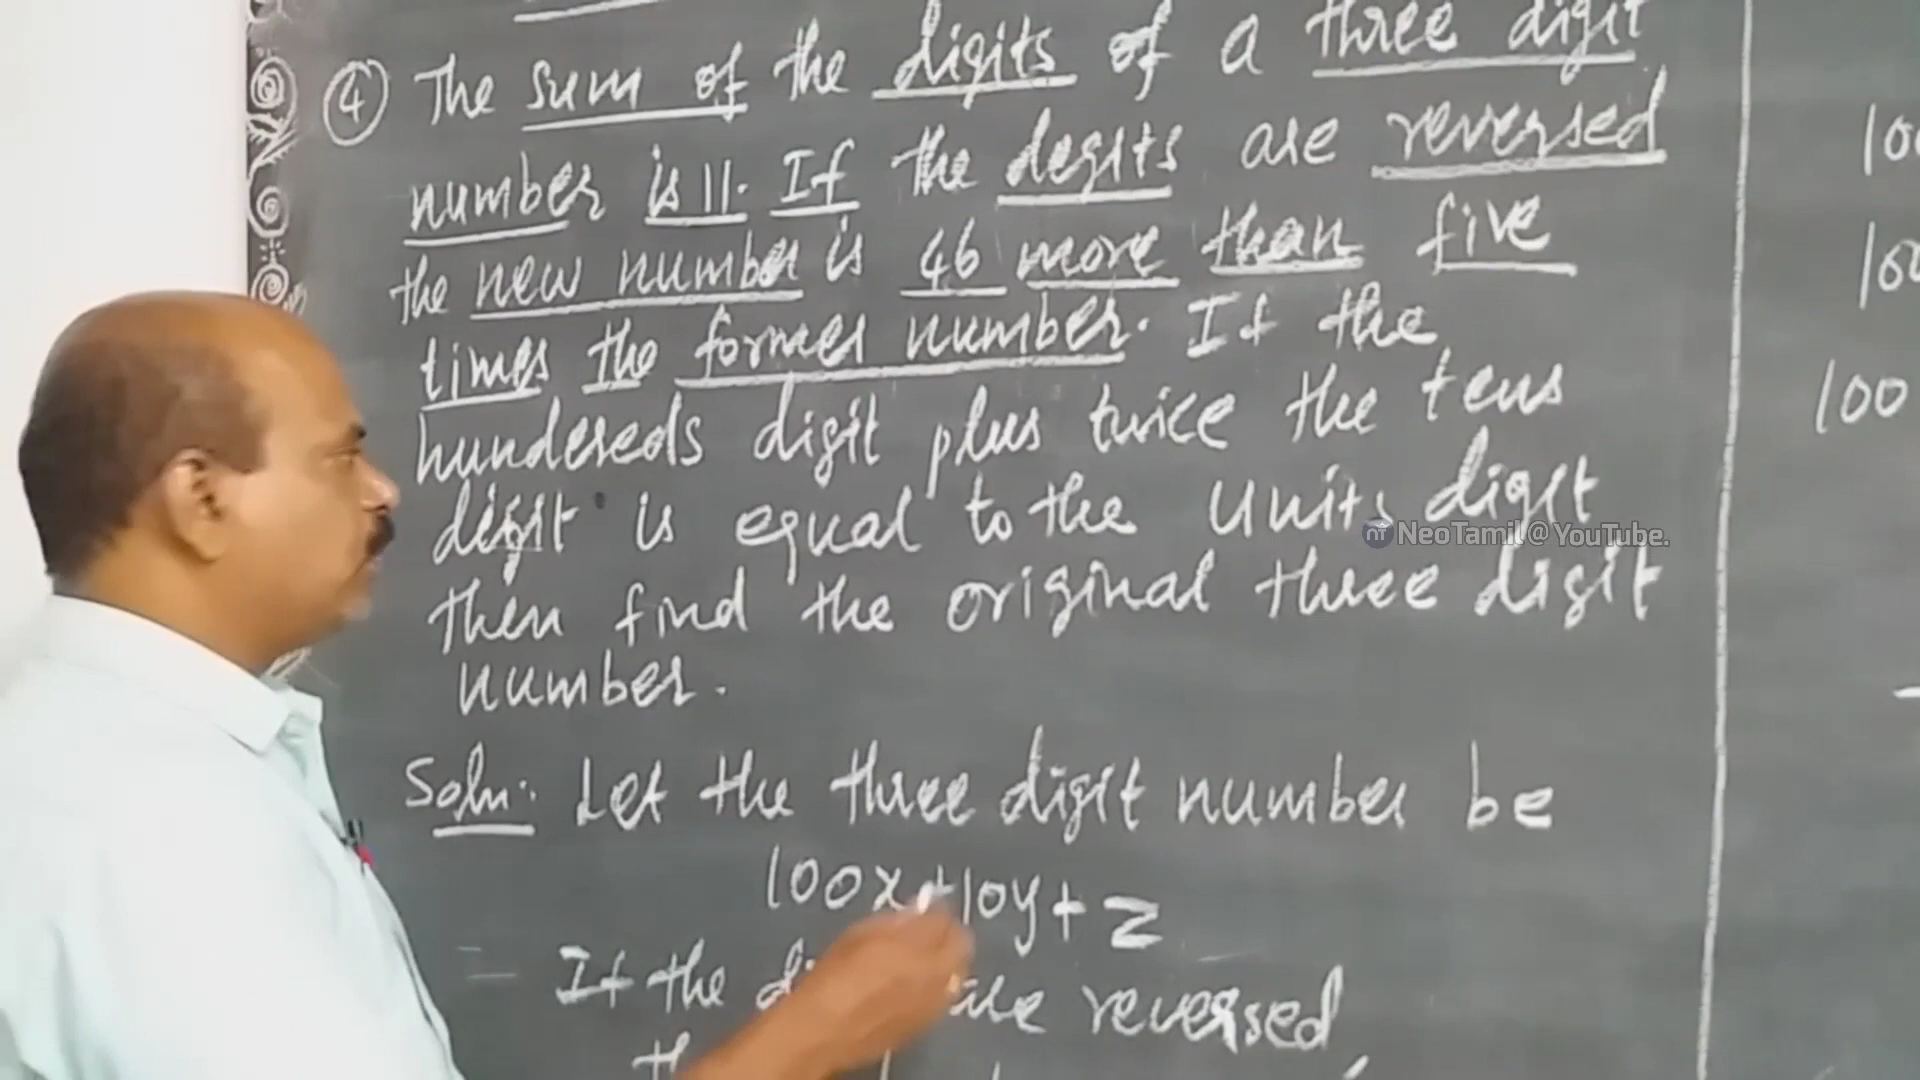 ④ The sum of the digits of a three digit
number is 11. If the degits are reversed
the new number is 46 more than five
times the former number. If the
hundereds digit plus twice the tens
digit is equal to the units digit
NeoTamil@YouTube.
then find the original three digit
number.
Soln: Let the three digit number be
100x+10y+z
If the are reversed,
100
100
100